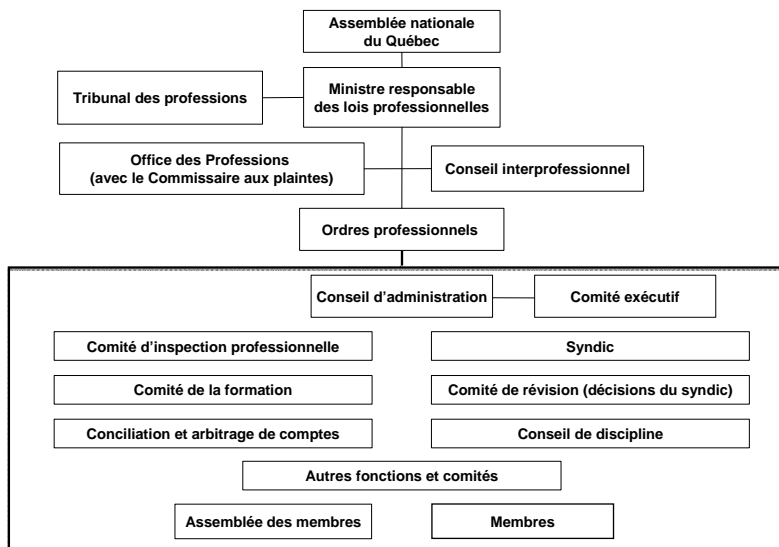 Assemblée nationale
du Québec
Tribunal des professions
Ministre responsable
des lois professionnelles
Office des Professions
(avec le Commissaire aux plaintes)
Conseil interprofessionnel
Ordres professionnels
Conseil d'administration
Comité exécutif
Comité d'inspection professionnelle
Syndic
Comité de la formation
Comité de révision (décisions du syndic)
Conciliation et arbitrage de comptes
Conseil de discipline
Autres fonctions et comités
Assemblée des membres
Membres